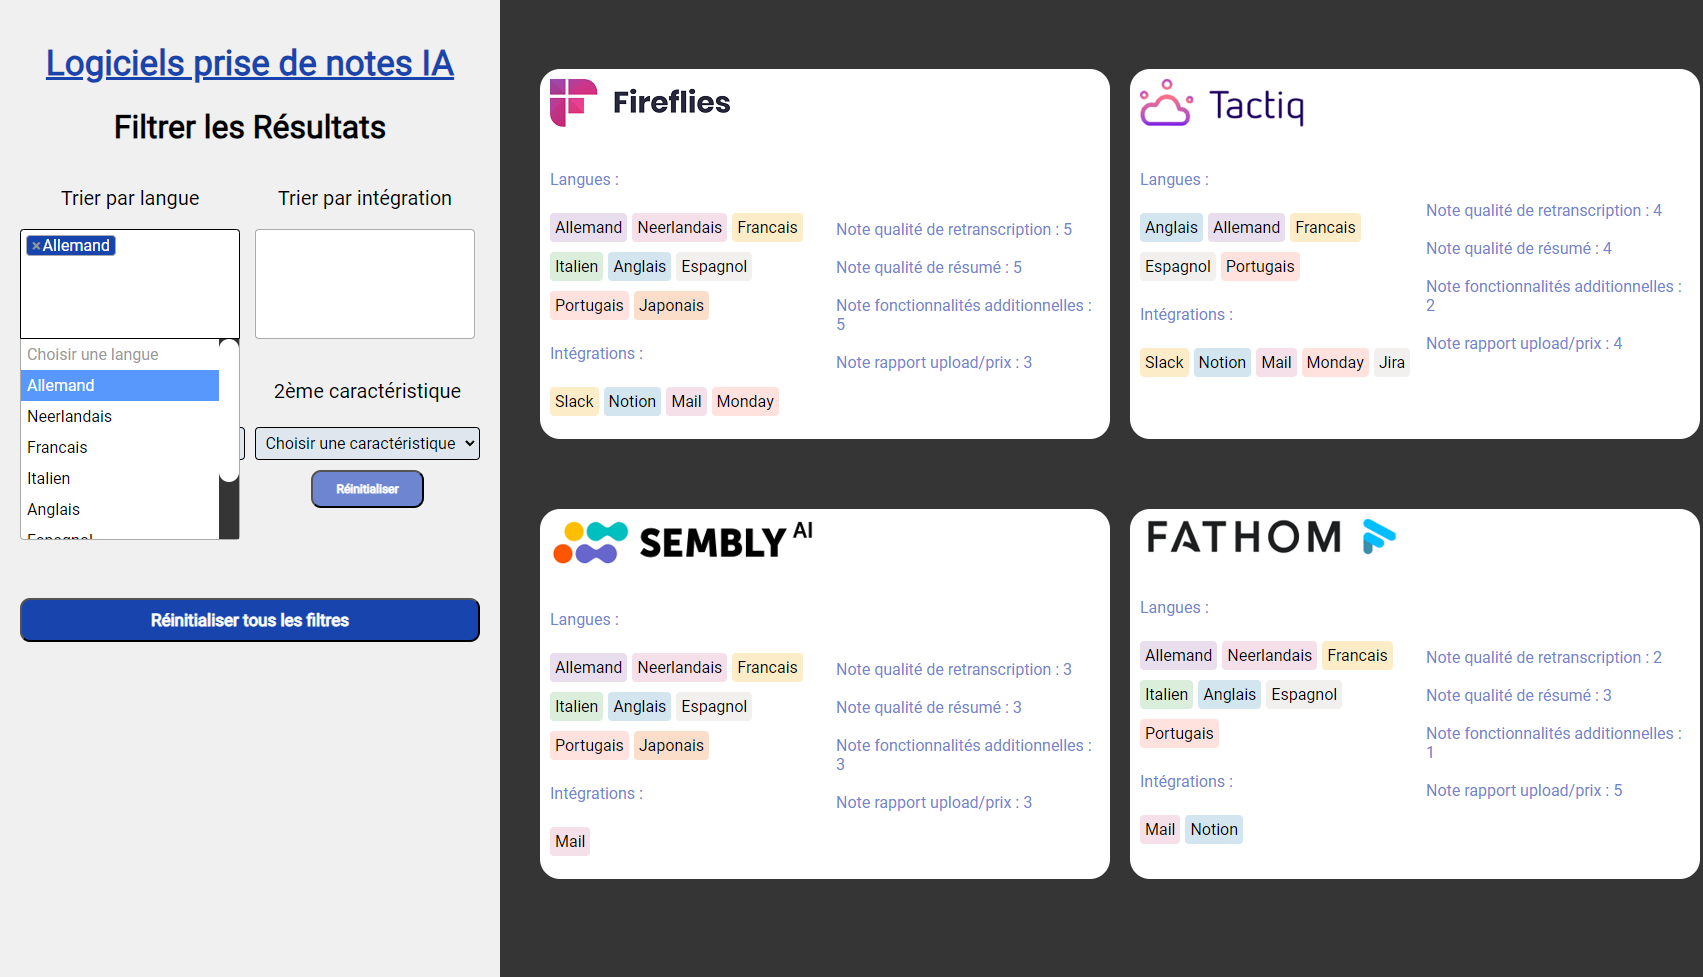 Logiciels prise de notes IA
Filtrer les Résultats
Trier par langue
Trier par intégration
×Allemand
Choisir une langue
Allemand
Neerlandais
Francais
Italien
Anglais
Espagnol
2ème caractéristique
Choisir une caractéristique
Réinitialiser
Réinitialiser tous les filtres
Fireflies
Langues :
Allemand Neerlandais Francais
Italien Anglais Espagnol
Portugais Japonais
Intégrations :
Slack Notion Mail Monday
Note qualité de retranscription : 5
Note qualité de résumé : 5
Note fonctionnalités additionnelles :
5
Note rapport upload/prix : 3
Tactiq
Langues :
Anglais Allemand Francais
Espagnol Portugais
Intégrations :
Slack Notion Mail Monday Jira
Note qualité de retranscription : 4
Note qualité de résumé : 4
Note fonctionnalités additionnelles :
2
Note rapport upload/prix : 4
SEMBLY AI
Langues :
Allemand Neerlandais Francais
Italien Anglais Espagnol
Portugais Japonais
Intégrations :
Mail
Note qualité de retranscription : 3
Note qualité de résumé : 3
Note fonctionnalités additionnelles :
3
Note rapport upload/prix : 3
FATHOM
Langues :
Allemand Neerlandais Francais
Italien Anglais Espagnol
Portugais
Intégrations :
Mail Notion
Note qualité de retranscription : 2
Note qualité de résumé : 3
Note fonctionnalités additionnelles :
1
Note rapport upload/prix : 5